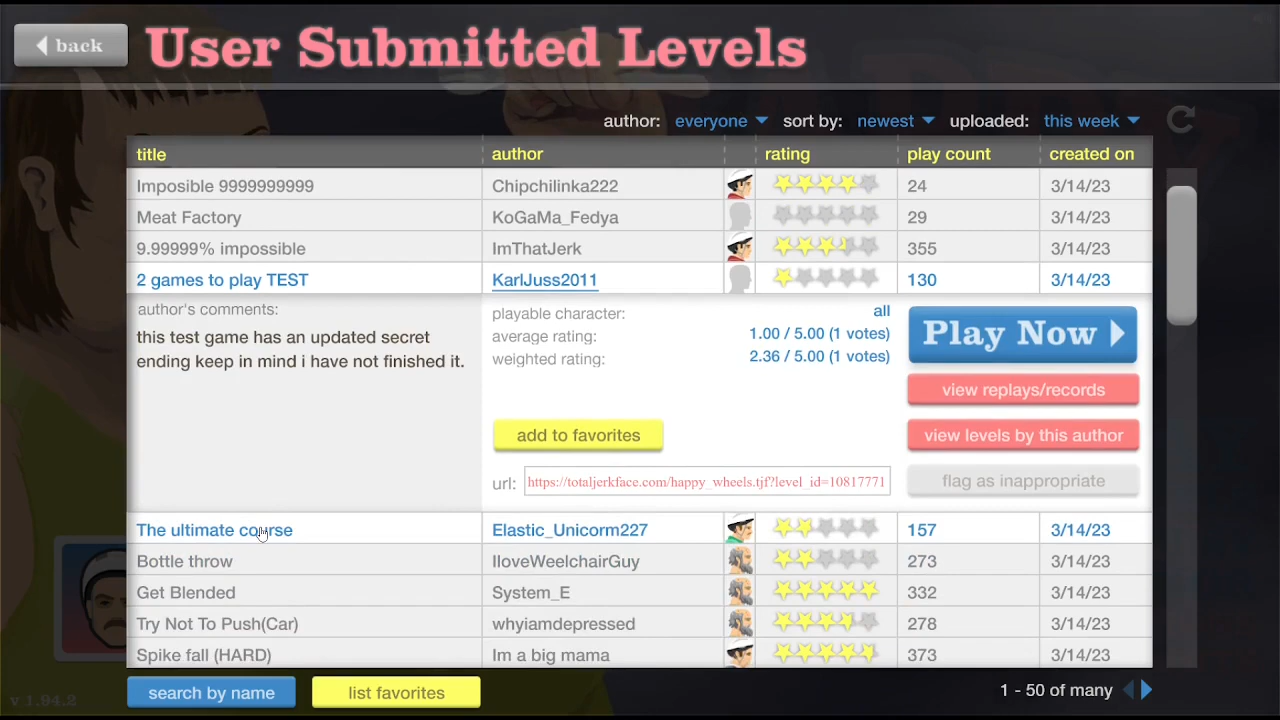 back
User Submitted Levels
author: everyone sort by: newest uploaded: this week
title author rating play count created on
Imposible 9999999999 Chipchilinka222 24 3/14/23
Meat Factory KoGaMa_Fedya 29 3/14/23
9.99999% impossible ImThatJerk 355 3/14/23
2 games to play TEST KarlJuss2011 130 3/14/23
author's comments:
this test game has an updated secret
ending keep in mind i have not finished it.
playable character: all
average rating: 1.00 / 5.00 (1 votes)
weighted rating: 2.36 / 5.00 (1 votes)
add to favorites
url: https://totaljerkface.com/happy_wheels.tjf?level_id=10817771
Play Now
view replays/records
view levels by this author
flag as inappropriate
The ultimate course Elastic_Unicorm227 157 3/14/23
Bottle throw IloveWeelchairGuy 273 3/14/23
Get Blended System_E 332 3/14/23
Try Not To Push(Car) whyiamdepressed 278 3/14/23
Spike fall (HARD) Im a big mama 373 3/14/23
search by name list favorites 1 - 50 of many
v 1.94.2